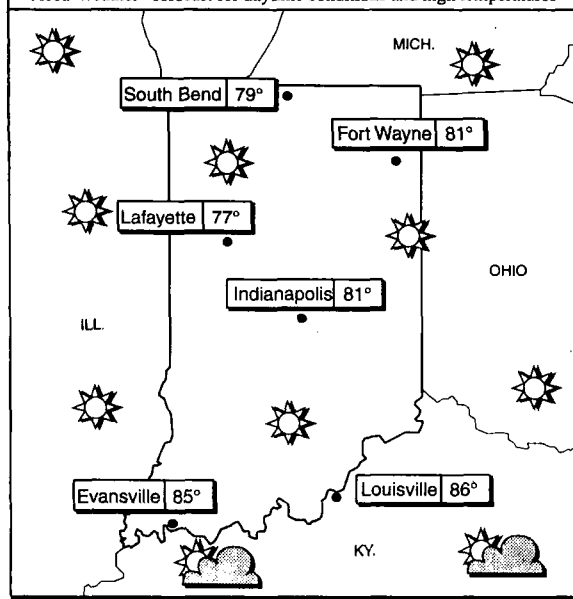 MICH.
South Bend 79°
Fort Wayne 81°
Lafayette 77°
OHIO
Indianapolis 81°
ILL.
Evansville 85°
Louisville 86°
KY.